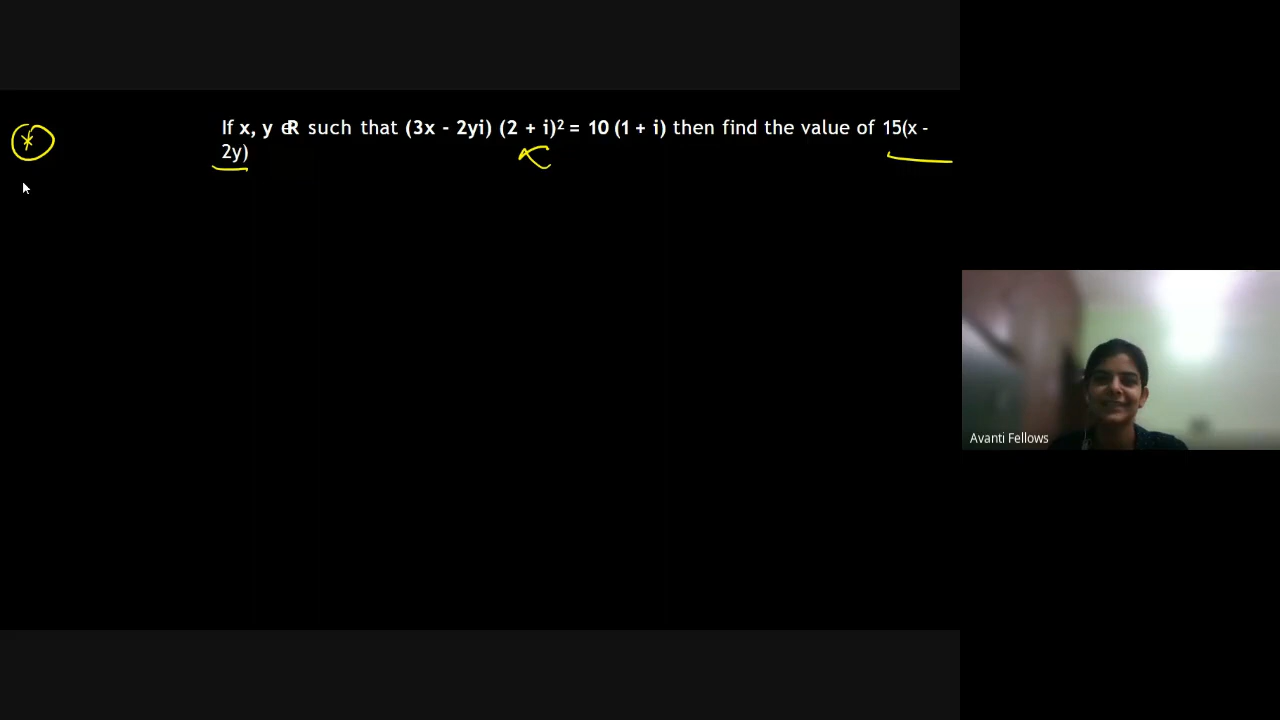 If x, y ∈R such that (3x - 2yi) (2 + i)² = 10 (1 + i) then find the value of 15(x -
2y)
Avanti Fellows